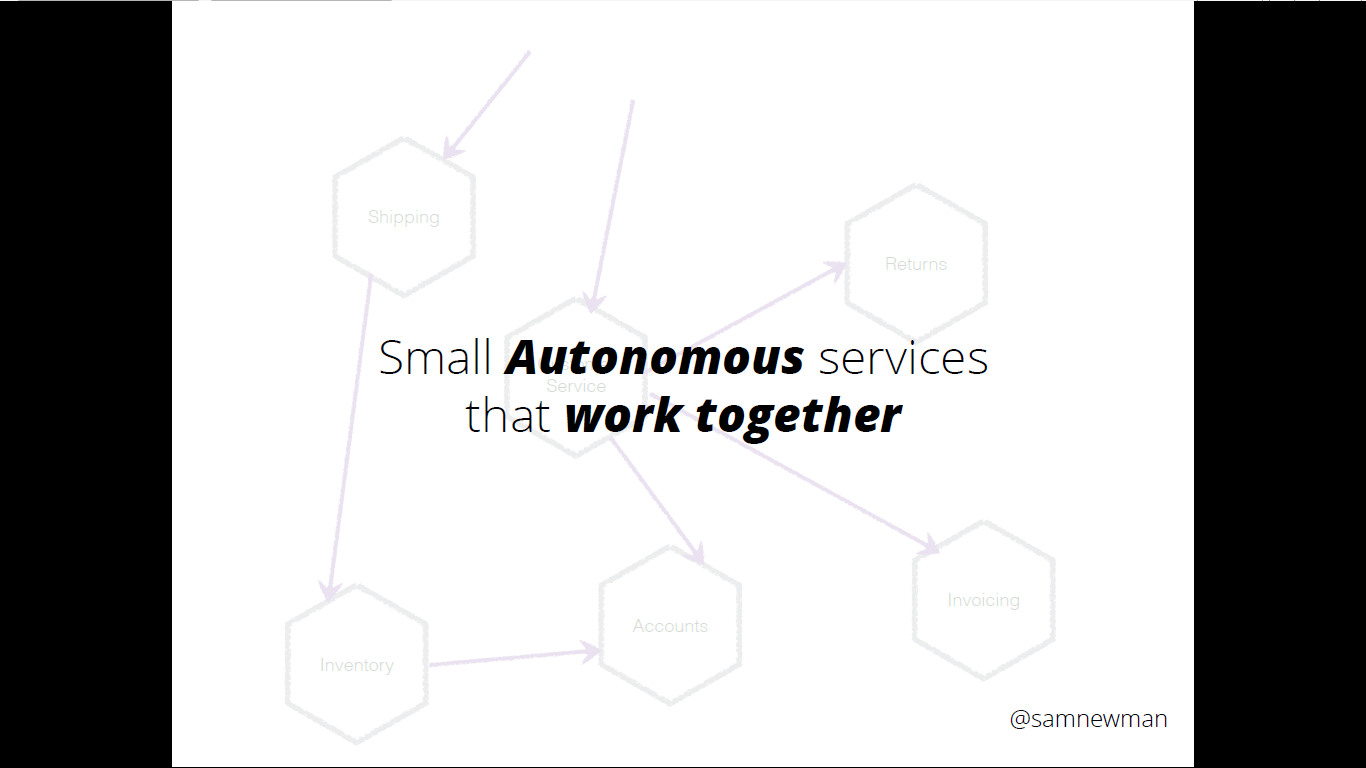 Shipping
Returns
Small Autonomous services
Service
that work together
Invoicing
Accounts
Inventory
@samnewman